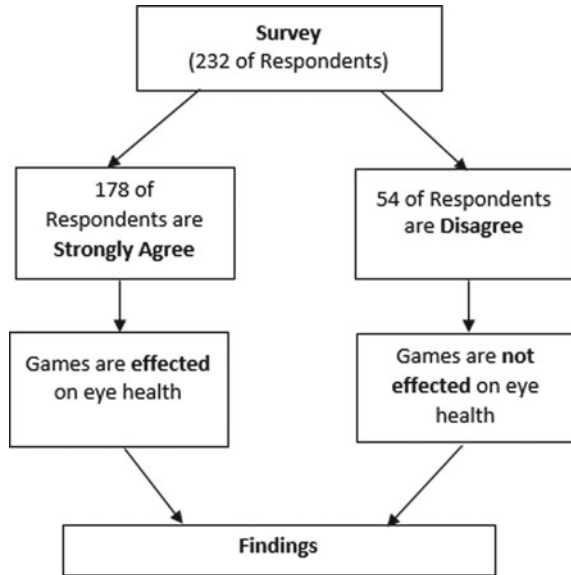 Survey
(232 of Respondents)
178 of
Respondents are
Strongly Agree
54 of Respondents
are Disagree
Games are effected
on eye health
Games are not
effected on eye
health
Findings